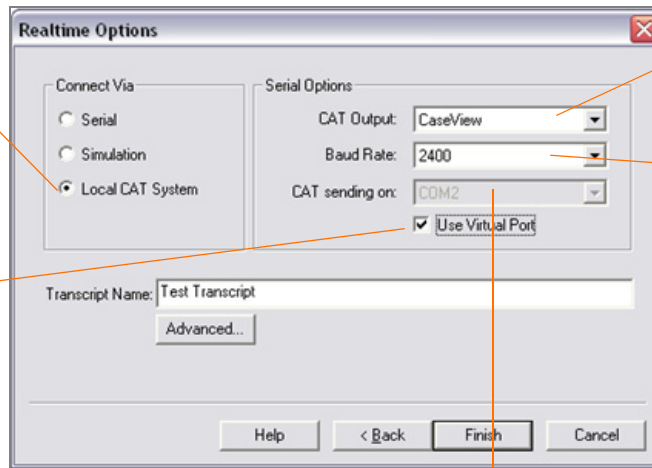 Realtime Options
Connect Via
Serial
Simulation
Local CAT System
Serial Options
CAT Output: CaseView
Baud Rate: 2400
CAT sending on: COM2
Use Virtual Port
Transcript Name: Test Transcript
Advanced...
Help < Back Finish Cancel